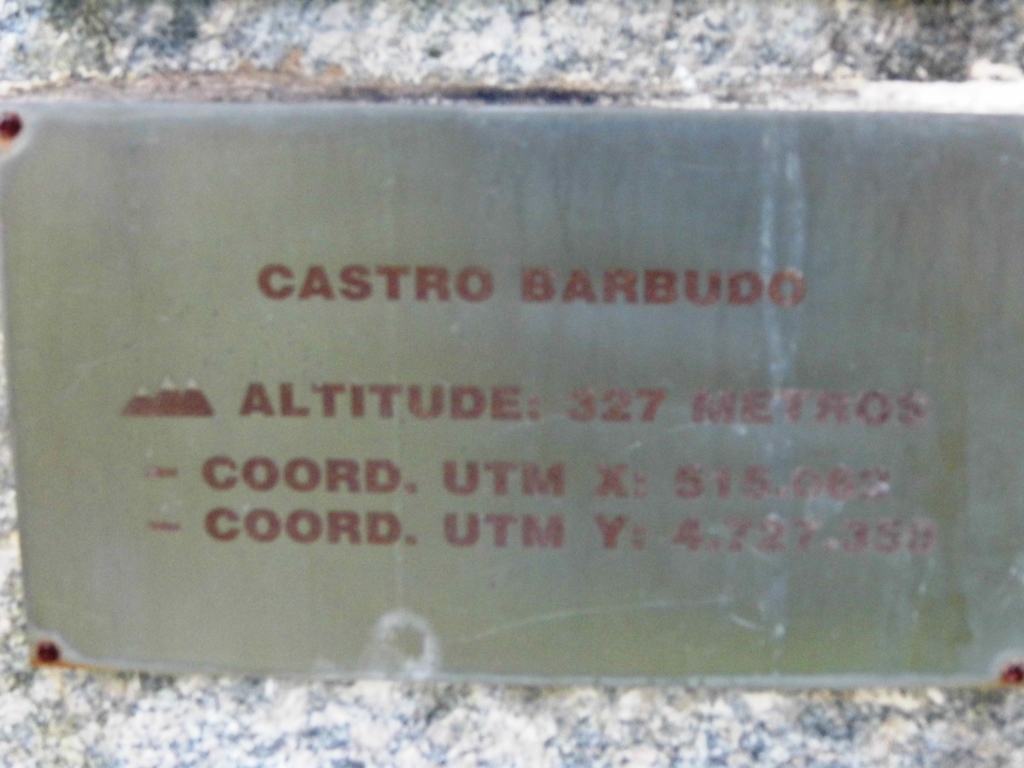 CASTRO BARBUDO
ALTITUDE: 327 METROS
- COORD. UTM X:
- COORD. UTM Y: